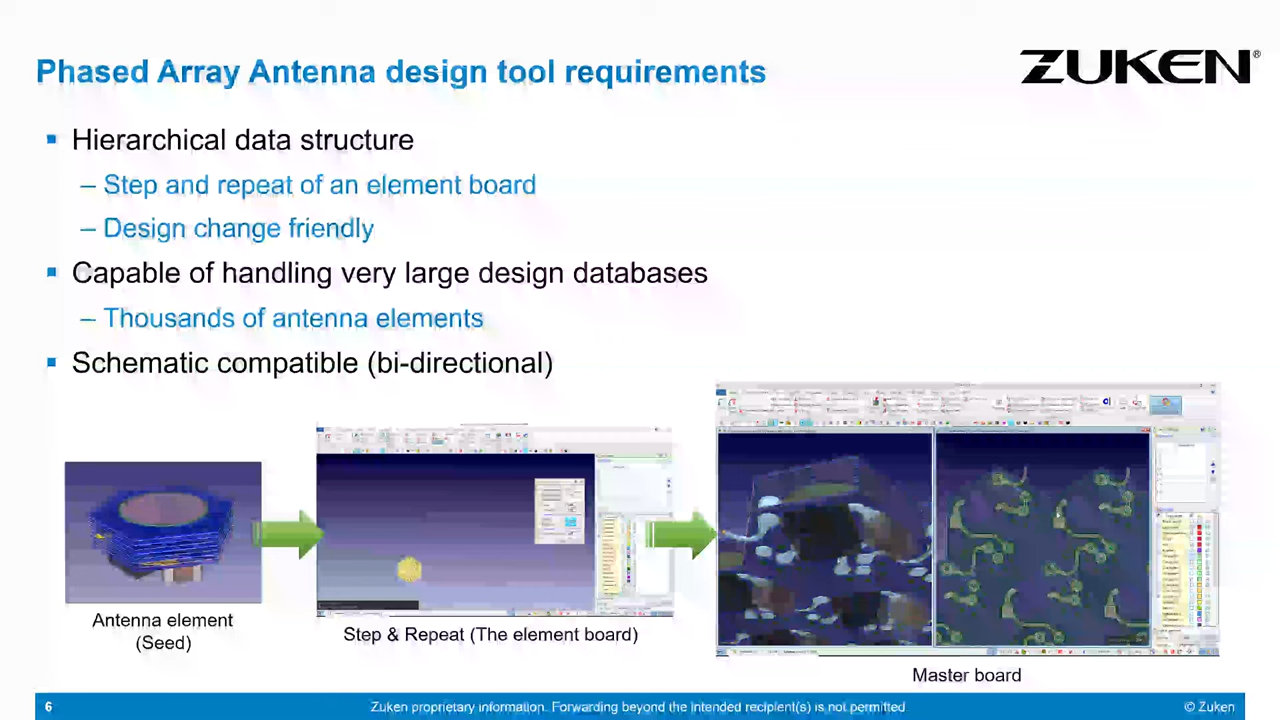 Phased Array Antenna design tool requirements
ZUKEN®
Hierarchical data structure
– Step and repeat of an element board
– Design change friendly
Capable of handling very large design databases
– Thousands of antenna elements
Schematic compatible (bi-directional)
Antenna element
(Seed)
Step & Repeat (The element board)
Master board
6
Zuken proprietary information. Forwarding beyond the intended recipient(s) is not permitted
© Zuken